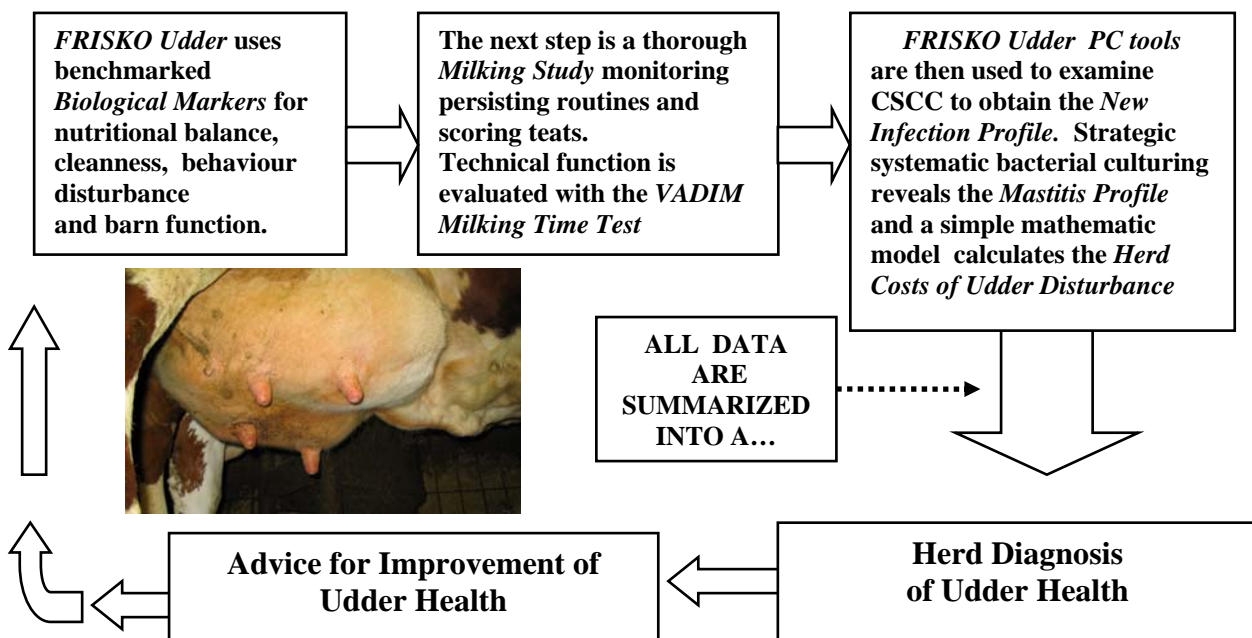 FRISKO Udder uses
benchmarked
Biological Markers for
nutritional balance,
cleanness, behaviour
disturbance
and barn function.
The next step is a thorough
Milking Study monitoring
persisting routines and
scoring teats.
Technical function is
evaluated with the VADIM
Milking Time Test
FRISKO Udder PC tools
are then used to examine
CSCC to obtain the New
Infection Profile. Strategic
systematic bacterial culturing
reveals the Mastitis Profile
and a simple mathematic
model calculates the Herd
Costs of Udder Disturbance
ALL DATA
ARE
SUMMARIZED
INTO A…
Herd Diagnosis
of Udder Health
Advice for Improvement of
Udder Health